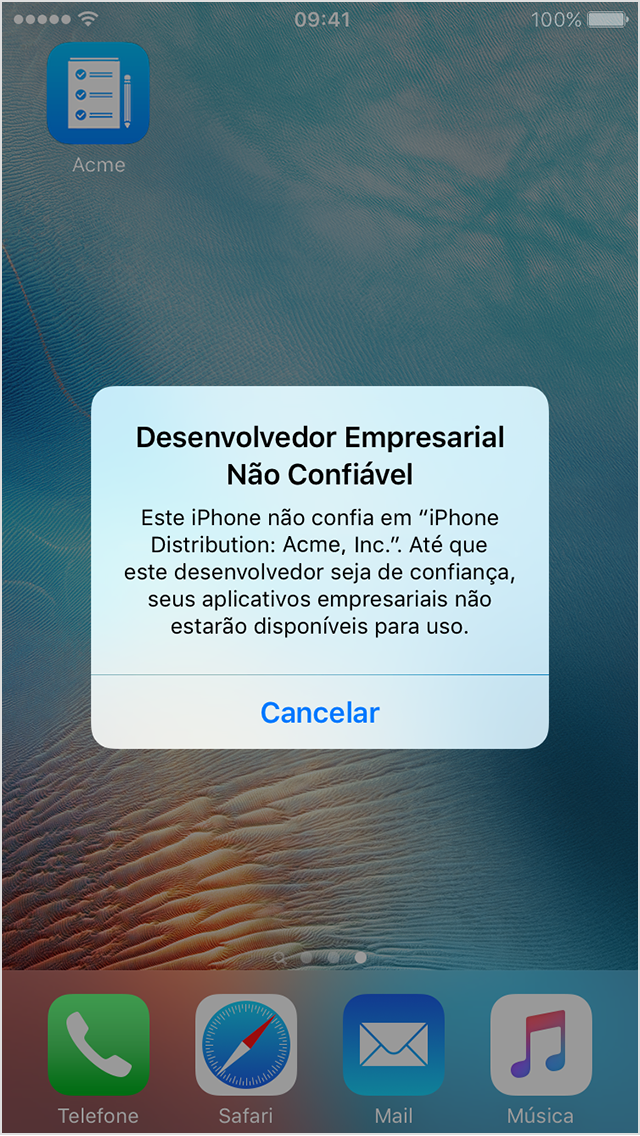 09:41
100%
Acme
Desenvolvedor Empresarial
Não Confiável
Este iPhone não confia em “iPhone
Distribution: Acme, Inc.”. Até que
este desenvolvedor seja de confiança,
seus aplicativos empresariais não
estarão disponíveis para uso.
Cancelar
Telefone
Safari
Mail
Música